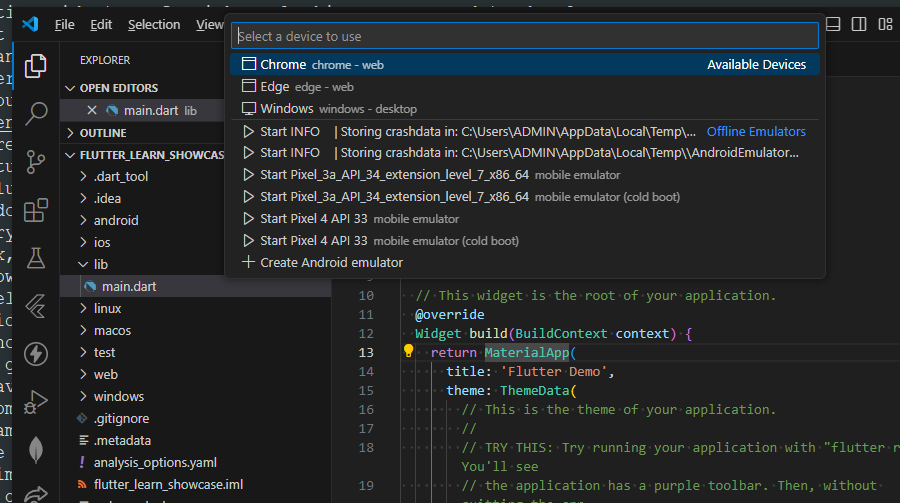 File Edit Selection View
Select a device to use
Chrome chrome - web Available Devices
Edge edge - web
Windows windows - desktop
Start INFO | Storing crashdata in: C:\Users\ADMIN\AppData\Local\Temp\... Offline Emulators
Start INFO | Storing crashdata in: C:\Users\ADMIN\AppData\Local\Temp\\AndroidEmulator...
Start Pixel_3a_API_34_extension_level_7_x86_64 mobile emulator
Start Pixel_3a_API_34_extension_level_7_x86_64 mobile emulator (cold boot)
Start Pixel 4 API 33 mobile emulator
Start Pixel 4 API 33 mobile emulator (cold boot)
Create Android emulator
EXPLORER
OPEN EDITORS
main.dart lib
OUTLINE
FLUTTER_LEARN_SHOWCAS
.dart_tool
.idea
android
ios
lib
main.dart
linux
macos
test
web
windows
.gitignore
.metadata
analysis_options.yaml
flutter_learn_showcase.iml
10 // This widget is the root of your application.
11 @override
12 Widget build(BuildContext context) {
13 return MaterialApp(
14 title: 'Flutter Demo',
15 theme: ThemeData(
16 // This is the theme of your application.
17 //
18 // TRY THIS: Try running your application with "flutter r
You'll see
19 // the application has a purple toolbar. Then, without